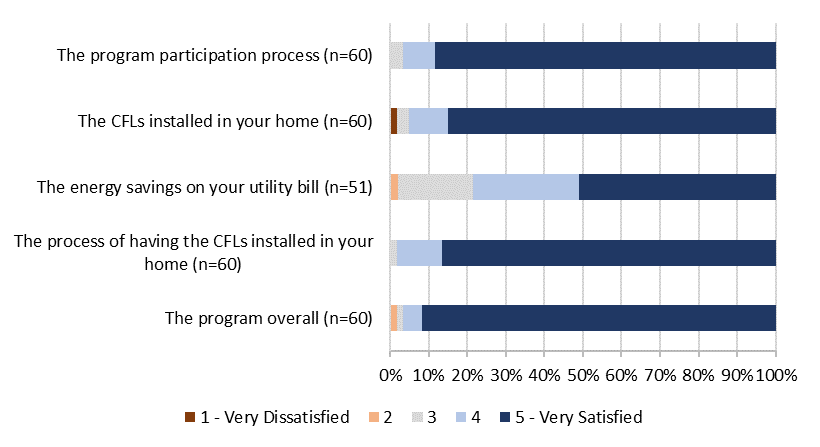 The program participation process (n=60)
The CFLs installed in your home (n=60)
The energy savings on your utility bill (n=51)
The process of having the CFLs installed in your
home (n=60)
The program overall (n=60)
0% 10% 20% 30% 40% 50% 60% 70% 80% 90% 100%
1 - Very Dissatisfied 2 3 4 5 - Very Satisfied